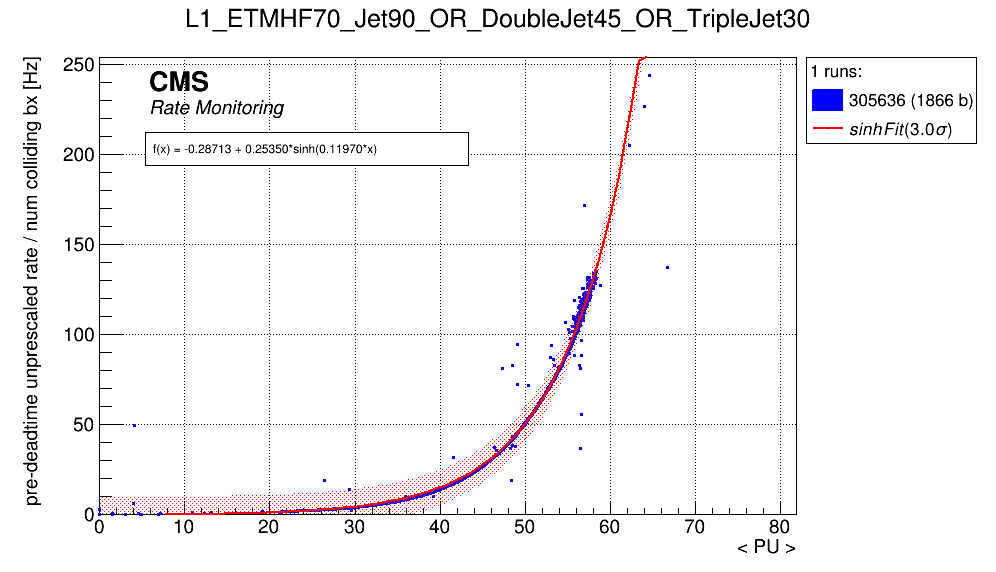 L1_ETMHF70_Jet90_OR_DoubleJet45_OR_TripleJet30
pre-deadtime unprescaled rate / num colliding bx [Hz]
250
200
150
100
50
0
CMS
Rate Monitoring
f(x) = -0.28713 + 0.25350*sinh(0.11970*x)
0 10 20 30 40 50 60 70 80
< PU >
1 runs:
305636 (1866 b)
sinhFit(3.0σ)